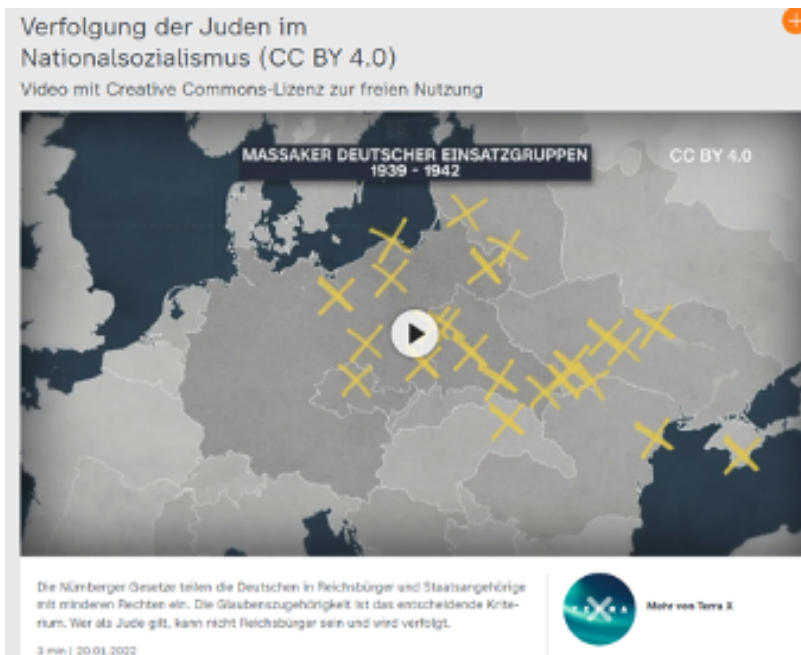 Verfolgung der Juden im
Nationalsozialismus (CC BY 4.0)
Video mit Creative Commons-Lizenz zur freien Nutzung
MASSAKER DEUTSCHER EINSATZGRUPPEN
1939 - 1942
CC BY 4.0
Die Nürnberger Gesetze teilen die Deutschen in Reichsbürger und Staatsangehörige
mit minderen Rechten ein. Die Glaubenszugehörigkeit ist das entscheidende Krite-
rium. Wer als Jude gilt, kann nicht Reichsbürger sein und wird verfolgt.
3 min | 20.01.2022
TERRA X
Mehr von Terra X